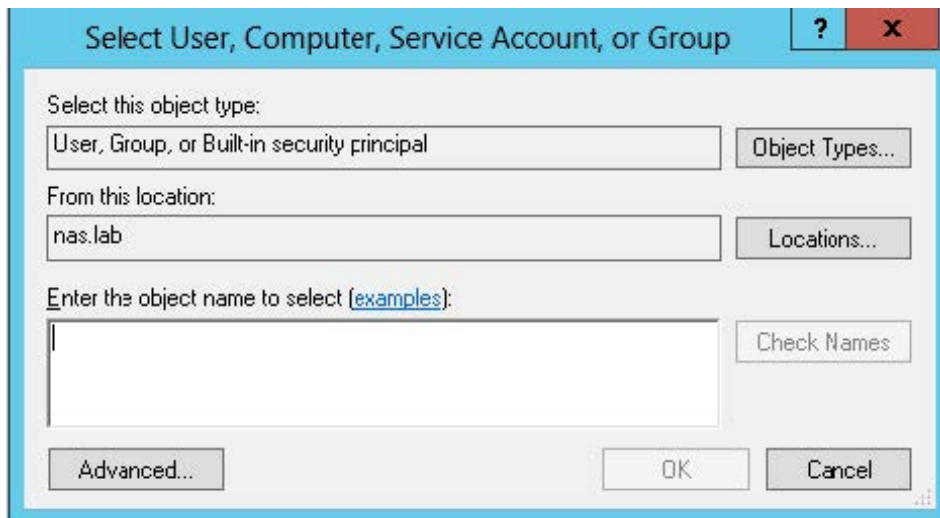 Select User, Computer, Service Account, or Group
?
x
Select this object type:
User, Group, or Built-in security principal
Object Types...
From this location:
nas.lab
Locations...
Enter the object name to select (examples):
Check Names
Advanced...
OK
Cancel